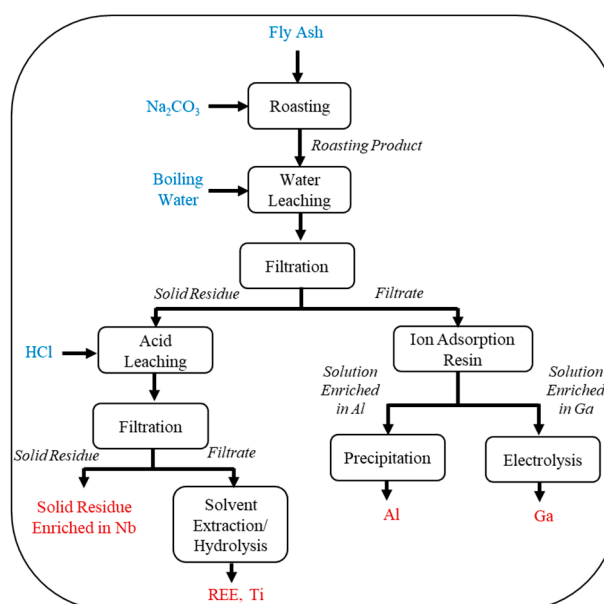 Fly Ash
Na₂CO₃
Roasting
Roasting Product
Boiling
Water
Water
Leaching
Filtration
Solid Residue
Filtrate
HCl
Acid
Leaching
Ion Adsorption
Resin
Solution
Enriched
in Al
Solution
Enriched
in Ga
Filtration
Precipitation
Electrolysis
Solid Residue
Filtrate
Solid Residue
Enriched in Nb
Solvent
Extraction/
Hydrolysis
Al
Ga
REE, Ti